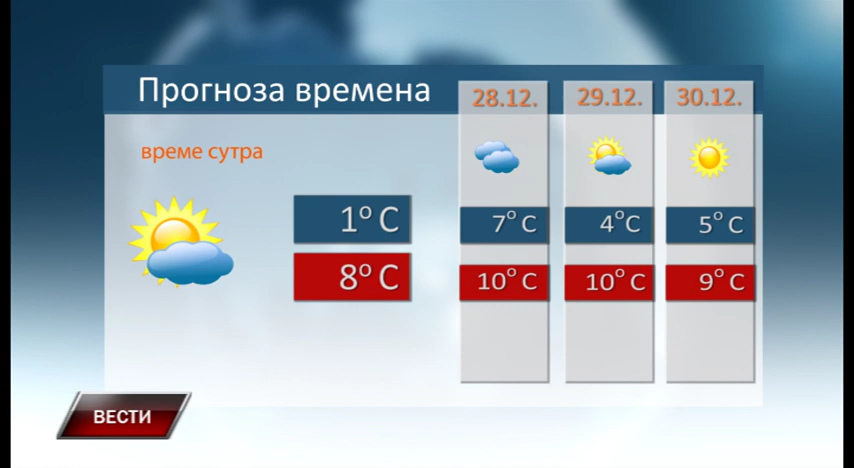 Прогноза времена
28.12. 29.12. 30.12.
време сутра
1° C 7° C 4°C 5° C
8° C 10° C 10° C 9° C
ВЕСТИ